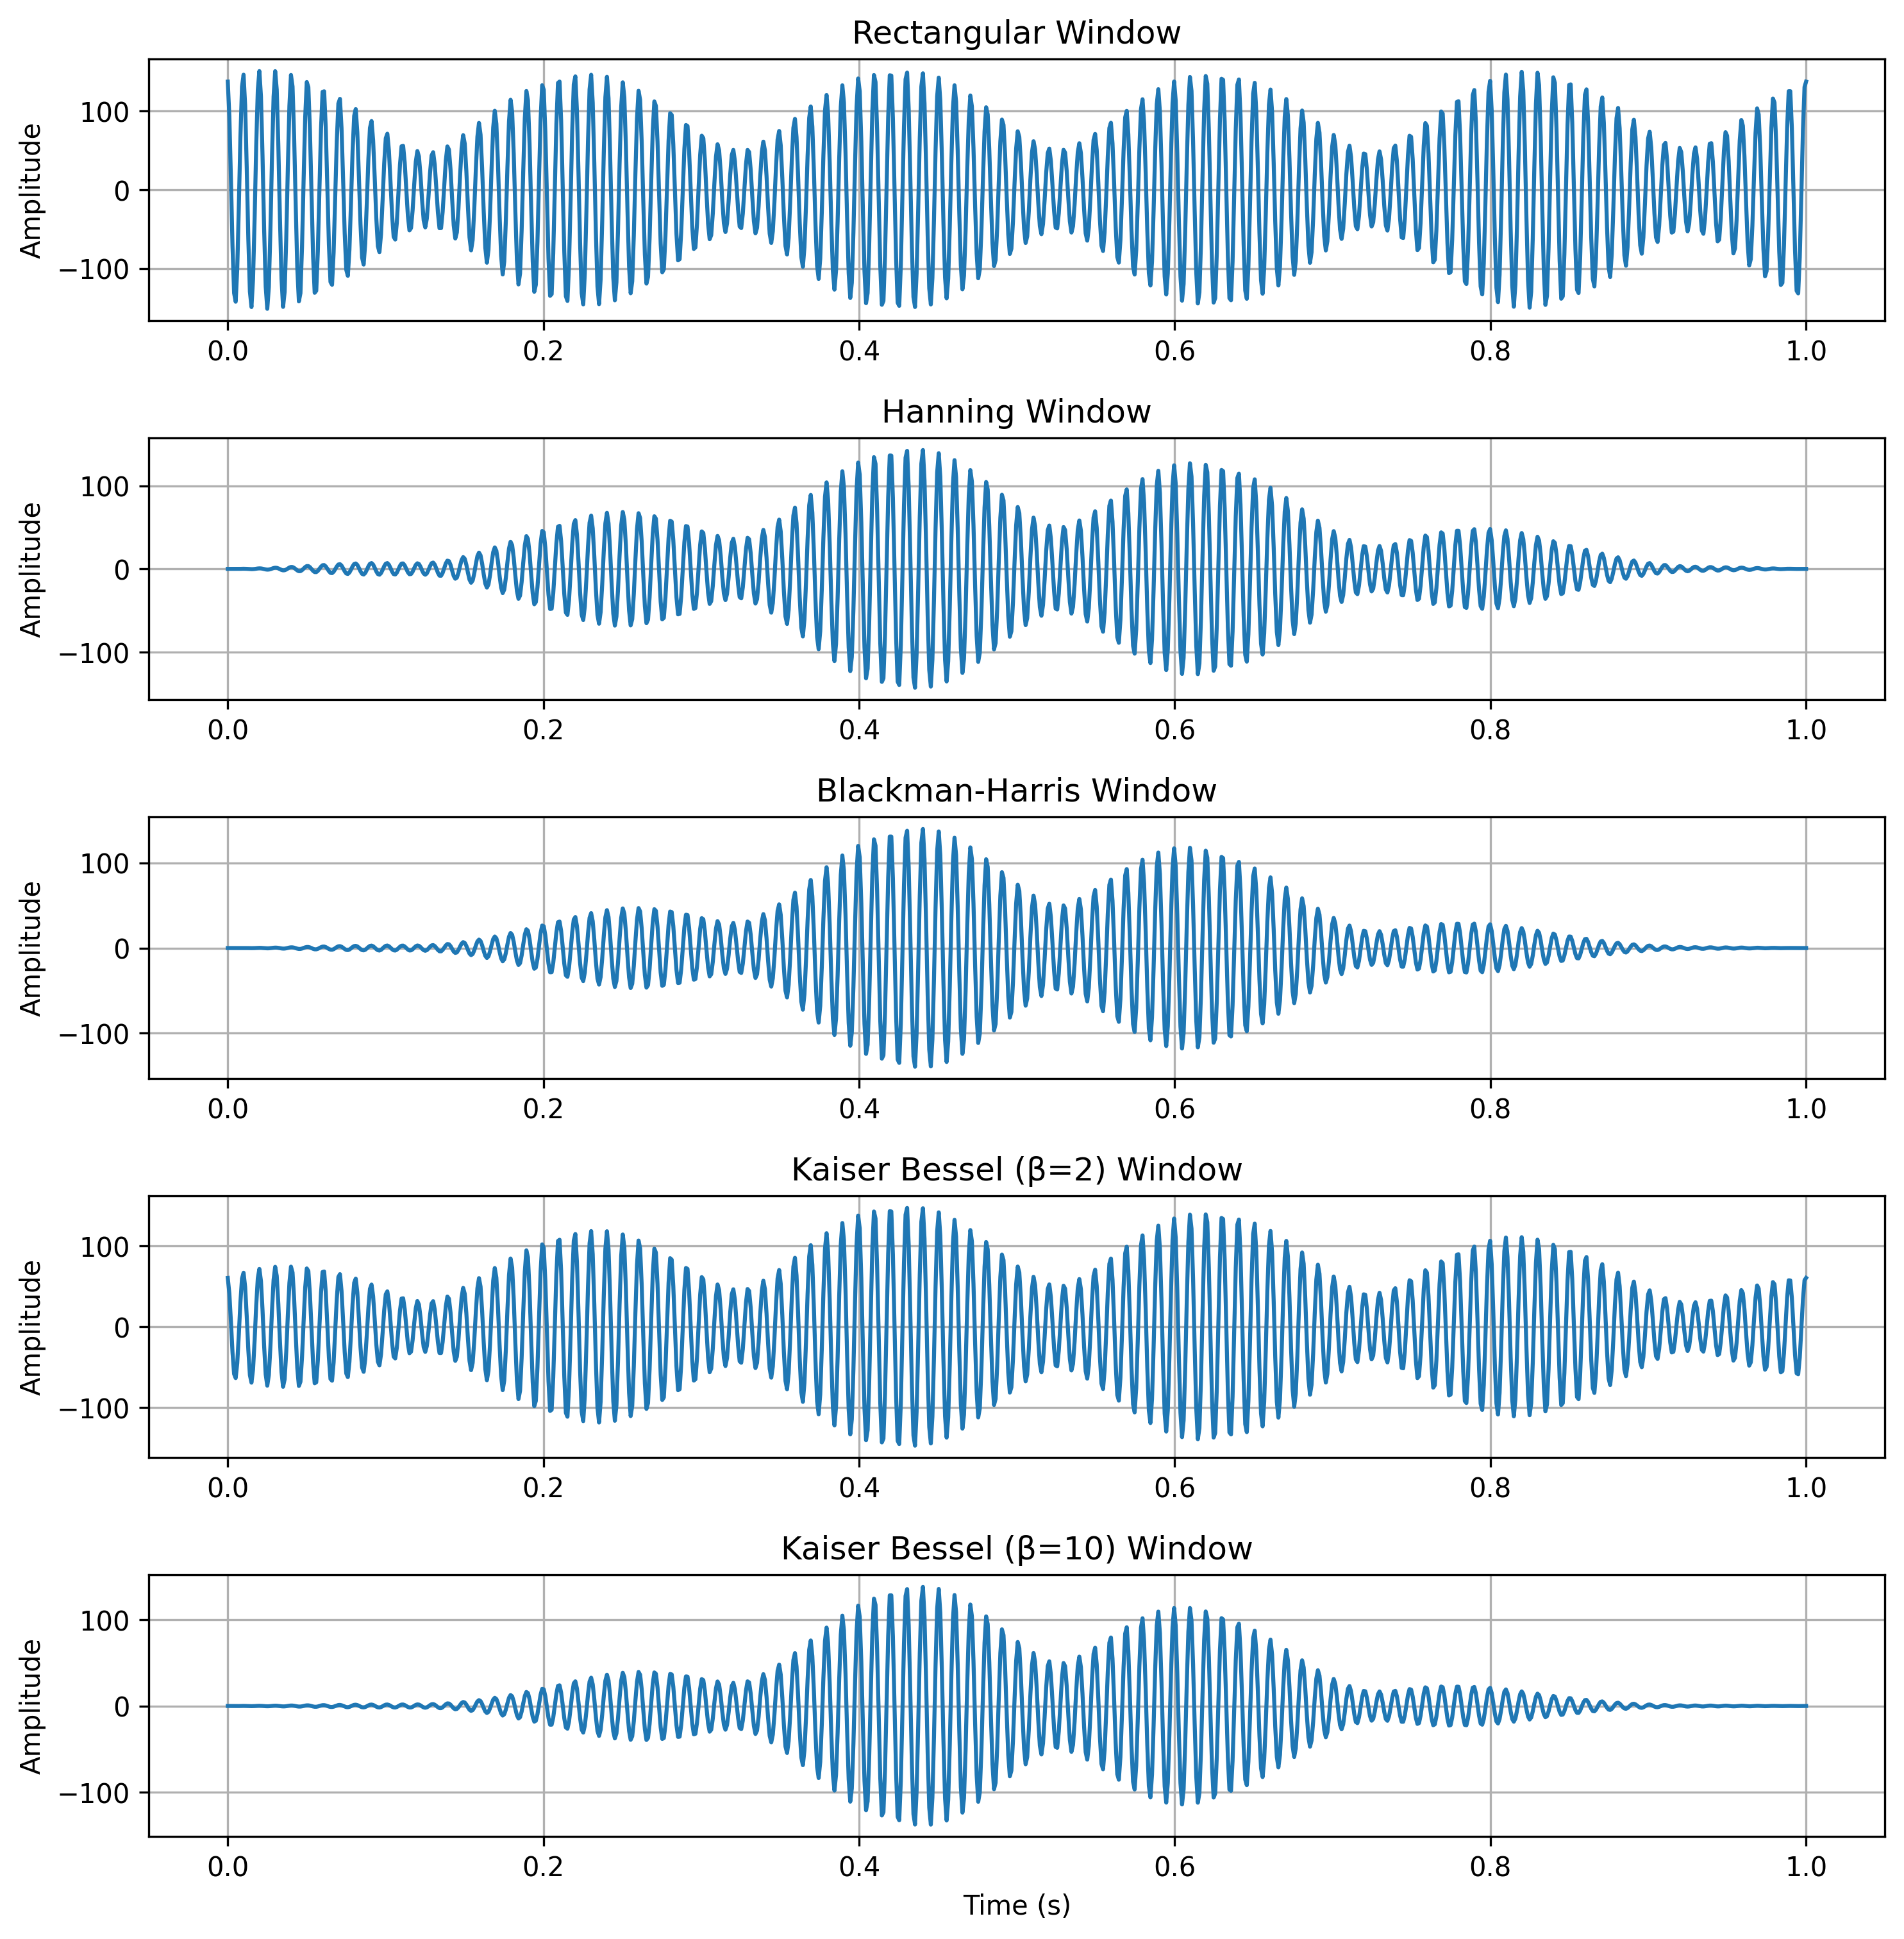 Rectangular Window
Amplitude
100
0
−100
0.0 0.2 0.4 0.6 0.8 1.0
Hanning Window
Amplitude
100
0
−100
0.0 0.2 0.4 0.6 0.8 1.0
Blackman-Harris Window
Amplitude
100
0
−100
0.0 0.2 0.4 0.6 0.8 1.0
Kaiser Bessel (β=2) Window
Amplitude
100
0
−100
0.0 0.2 0.4 0.6 0.8 1.0
Kaiser Bessel (β=10) Window
Amplitude
100
0
−100
0.0 0.2 0.4 0.6 0.8 1.0
Time (s)